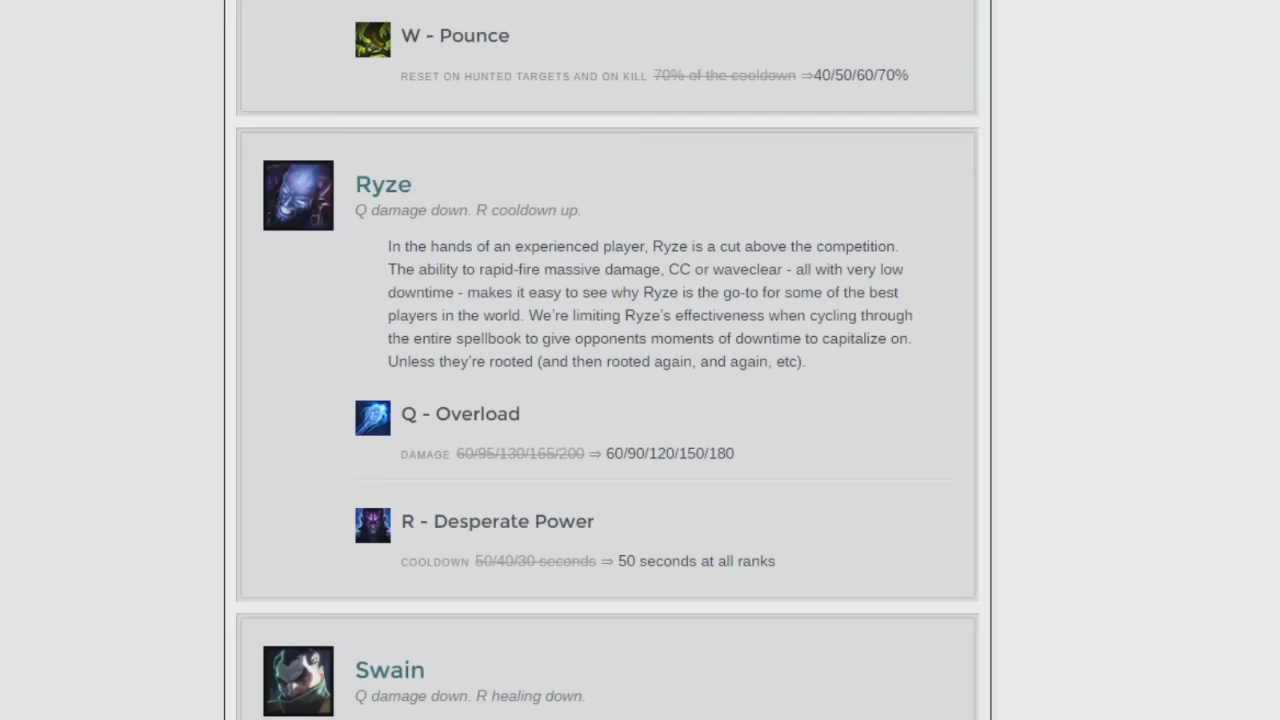 W - Pounce
RESET ON HUNTED TARGETS AND ON KILL 70% of the cooldown ⇒40/50/60/70%
Ryze
Q damage down. R cooldown up.
In the hands of an experienced player, Ryze is a cut above the competition.
The ability to rapid-fire massive damage, CC or waveclear - all with very low
downtime - makes it easy to see why Ryze is the go-to for some of the best
players in the world. We’re limiting Ryze’s effectiveness when cycling through
the entire spellbook to give opponents moments of downtime to capitalize on.
Unless they’re rooted (and then rooted again, and again, etc).
Q - Overload
DAMAGE 60/95/130/165/200 ⇒ 60/90/120/150/180
R - Desperate Power
COOLDOWN 50/40/30 seconds ⇒ 50 seconds at all ranks
Swain
Q damage down. R healing down.